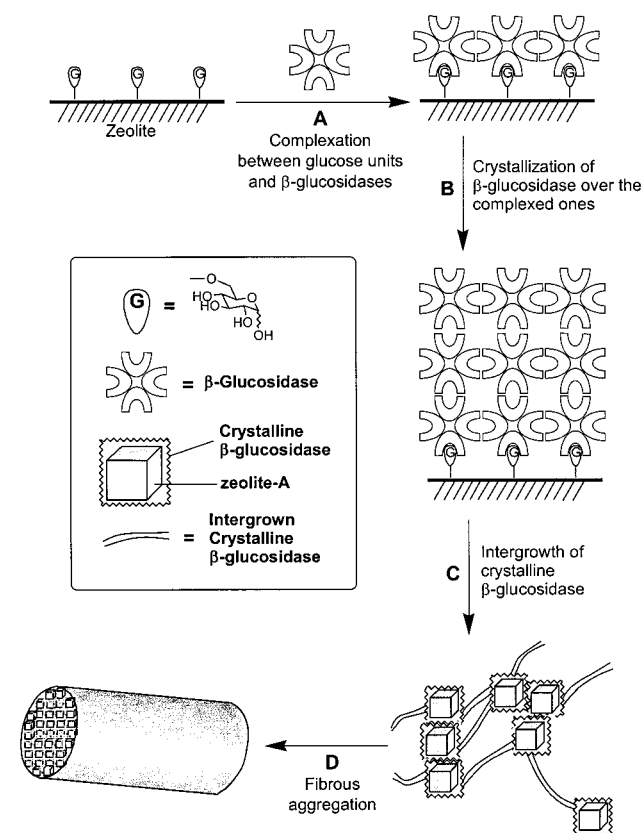 G G G
Zeolite
A
Complexation
between glucose units
and β-glucosidases
G G G
B
Crystallization of
β-glucosidase over the
complexed ones
G =
O
HO
HO
O
HO
OH
= β-Glucosidase
Crystalline
β-glucosidase
zeolite-A
= Intergrown
Crystalline
β-glucosidase
G G G
C
Intergrowth of
crystalline
β-glucosidase
D
Fibrous
aggregation